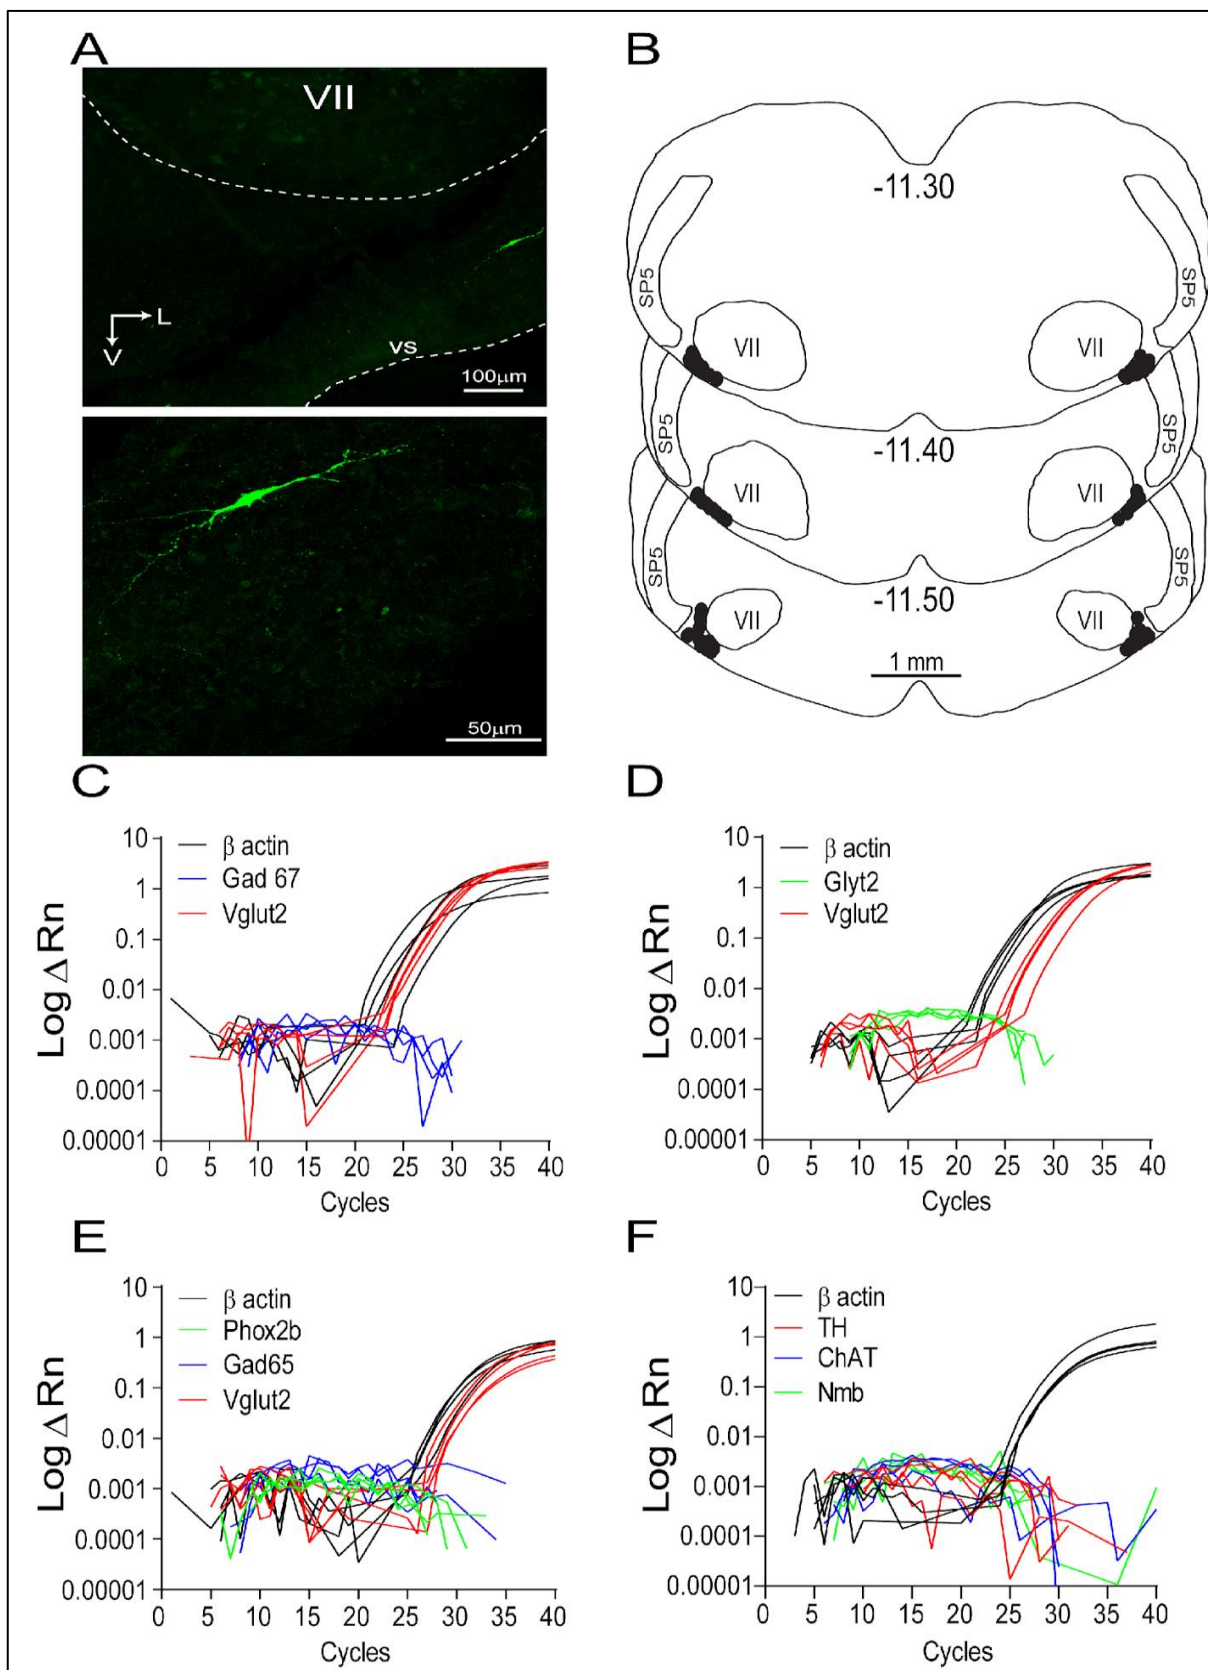 A
VII
L
V
vs
100μm
50μm
B
-11.30
SP5
SP5
VII
VII
-11.40
SP5
SP5
VII
VII
-11.50
SP5
SP5
VII
VII
1 mm
C
β actin
Gad 67
Vglut2
Log Δ Rn
10
1
0.1
0.01
0.001
0.0001
0.00001
0 5 10 15 20 25 30 35 40
Cycles
D
β actin
Glyt2
Vglut2
Log Δ Rn
10
1
0.1
0.01
0.001
0.0001
0.00001
0 5 10 15 20 25 30 35 40
Cycles
E
β actin
Phox2b
Gad65
Vglut2
Log Δ Rn
10
1
0.1
0.01
0.001
0.0001
0.00001
0 5 10 15 20 25 30 35 40
Cycles
F
β actin
TH
ChAT
Nmb
Log Δ Rn
10
1
0.1
0.01
0.001
0.0001
0.00001
0 5 10 15 20 25 30 35 40
Cycles